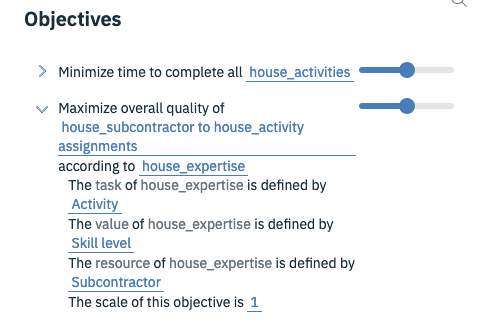 Objectives
Minimize time to complete all house_activities
Maximize overall quality of
house_subcontractor to house_activity
assignments
according to house_expertise
The task of house_expertise is defined by
Activity
The value of house_expertise is defined by
Skill level
The resource of house_expertise is defined by
Subcontractor
The scale of this objective is 1